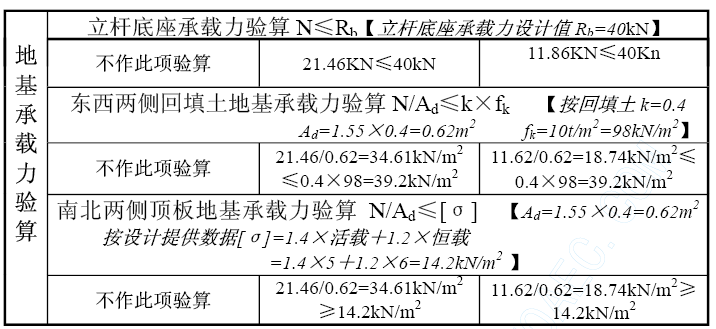 立杆底座承载力验算 N≤Rb【立杆底座承载力设计值 Rb=40kN】
地基承载力验算
不作此项验算 21.46KN≤40kN 11.86KN≤40Kn
东西两侧回填土地基承载力验算 N/Ad≤k×fk 【按回填土 k=0.4
Ad=1.55×0.4=0.62m² fk=10t/m²=98kN/m²】
不作此项验算 21.46/0.62=34.61kN/m² 11.62/0.62=18.74kN/m²≤
≤0.4×98=39.2kN/m² 0.4×98=39.2kN/m²
南北两侧顶板地基承载力验算 N/Ad≤[σ] 【Ad=1.55×0.4=0.62m²
按设计提供数据[σ]=1.4×活载＋1.2×恒载
=1.4×5＋1.2×6=14.2kN/m² 】
不作此项验算 21.46/0.62=34.61kN/m² 11.62/0.62=18.74kN/m²≥
≥14.2kN/m² 14.2kN/m²